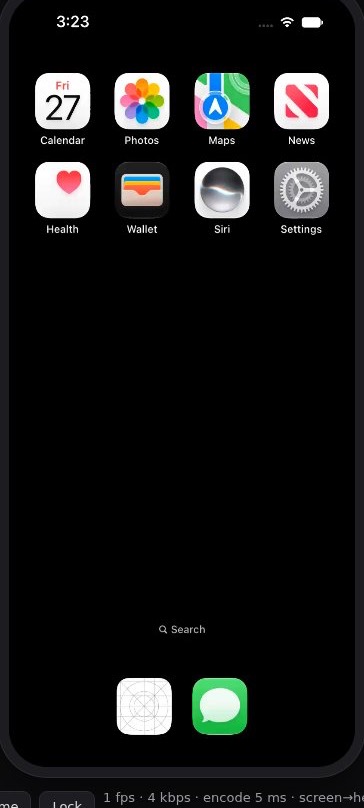 3:23
Fri
27
Calendar
Photos
Maps
News
Health
Wallet
Siri
Settings
Search
Lock
1 fps · 4 kbps · encode 5 ms · screen→